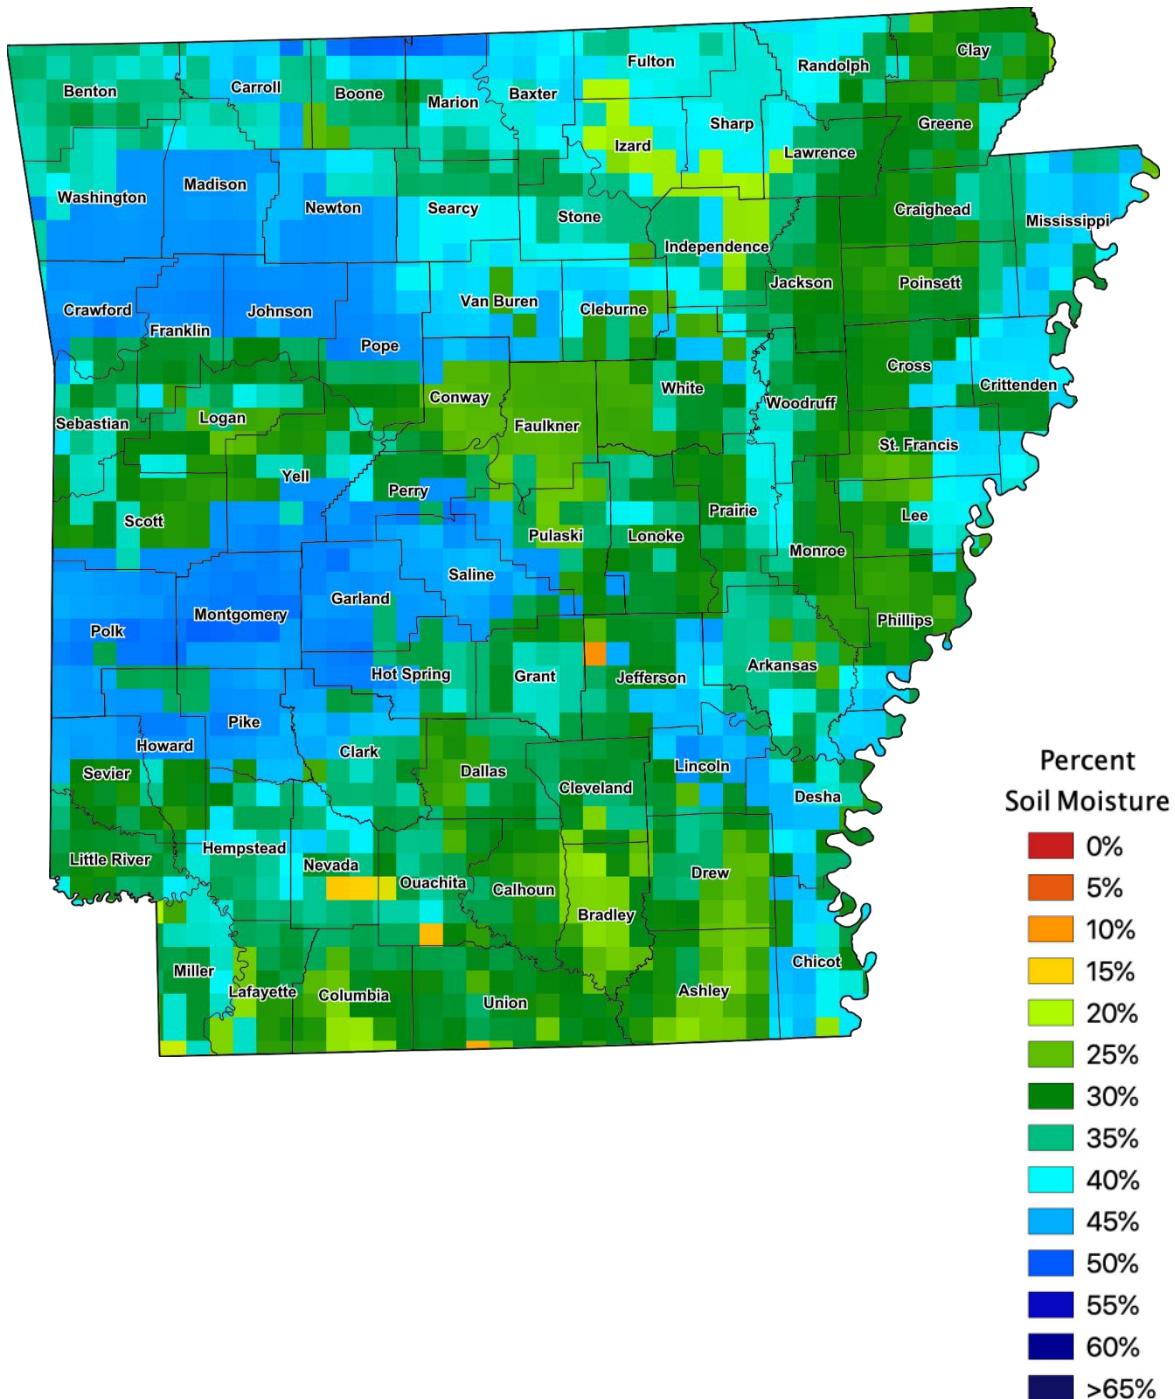 Clay
Fulton
Randolph
Carroll
Benton
Boone
Marion
Baxter
Greene
Sharp
Izard
Lawrence
Madison
Washington
Newton
Searcy
Craighead
Stone
Mississippi
Independence
Jackson
Poinsett
Van Buren
Crawford
Johnson
Cleburne
Franklin
Pope
Cross
Crittenden
White
Conway
Woodruff
Logan
Sebastian
Faulkner
St. Francis
Yell
Perry
Prairie
Lee
Scott
Pulaski
Lonoke
Monroe
Saline
Garland
Montgomery
Phillips
Polk
Arkansas
Hot Spring
Grant
Jefferson
Pike
Howard
Clark
Lincoln
Sevier
Dallas
Cleveland
Desha
Hempstead
Little River
Nevada
Ouachita
Calhoun
Drew
Bradley
Chicot
Miller
Lafayette
Columbia
Union
Ashley
Percent
Soil Moisture
0%
5%
10%
15%
20%
25%
30%
35%
40%
45%
50%
55%
60%
>65%